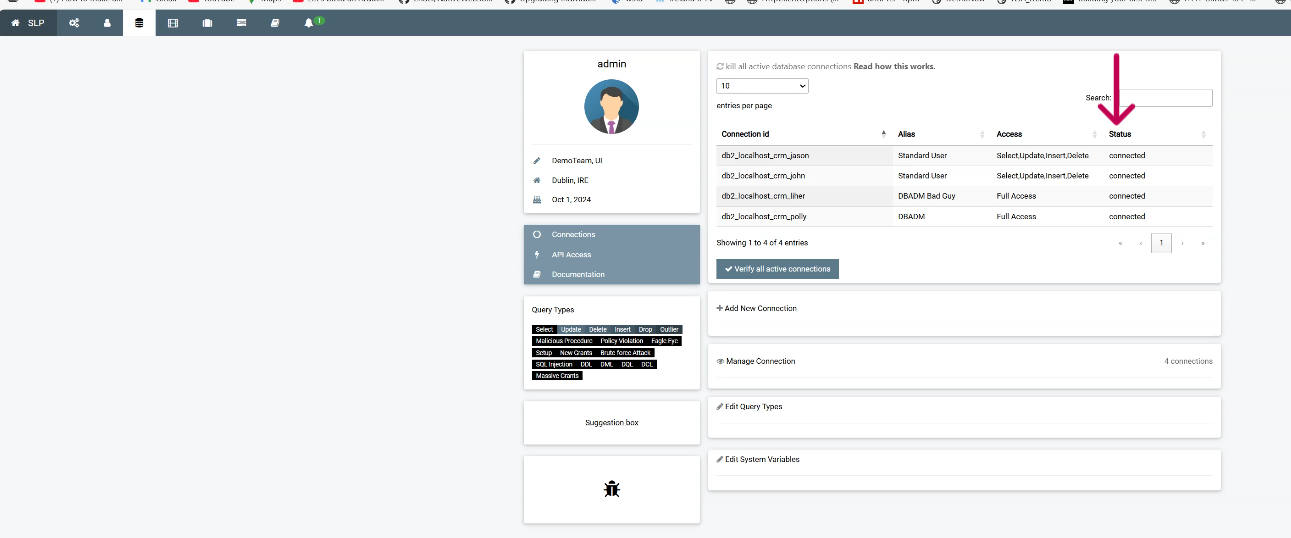 SLP
1
admin
DemoTeam, UI
Dublin, IRE
Oct 1, 2024
Connections
API Access
Documentation
Query Types
Select Update Delete Insert Drop Outlier
Malicious Procedure Policy Violation Eagle Eye
Setup New Grants Brute force Attack
SQL Injection DDL DML DQL DCL
Massive Grants
Suggestion box
kill all active database connections Read how this works.
10
entries per page
Search:
Connection id Alias Access Status
db2_localhost_crm_jason Standard User Select,Update,Insert,Delete connected
db2_localhost_crm_john Standard User Select,Update,Insert,Delete connected
db2_localhost_crm_liher DBADM Bad Guy Full Access connected
db2_localhost_crm_polly DBADM Full Access connected
Showing 1 to 4 of 4 entries
« ‹ 1 › »
Verify all active connections
Add New Connection
Manage Connection 4 connections
Edit Query Types
Edit System Variables